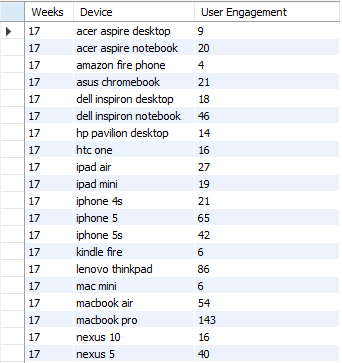 Weeks Device User Engagement
17 acer aspire desktop 9
17 acer aspire notebook 20
17 amazon fire phone 4
17 asus chromebook 21
17 dell inspiron desktop 18
17 dell inspiron notebook 46
17 hp pavilion desktop 14
17 htc one 16
17 ipad air 27
17 ipad mini 19
17 iphone 4s 21
17 iphone 5 65
17 iphone 5s 42
17 kindle fire 6
17 lenovo thinkpad 86
17 mac mini 6
17 macbook air 54
17 macbook pro 143
17 nexus 10 16
17 nexus 5 40